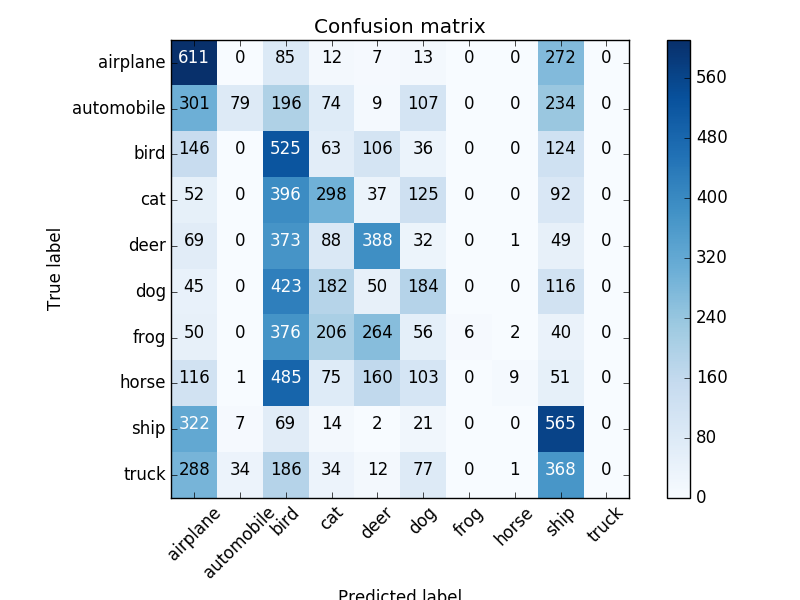 Confusion matrix
airplane 611 0 85 12 7 13 0 0 272 0
automobile 301 79 196 74 9 107 0 0 234 0
bird 146 0 525 63 106 36 0 0 124 0
cat 52 0 396 298 37 125 0 0 92 0
deer 69 0 373 88 388 32 0 1 49 0
dog 45 0 423 182 50 184 0 0 116 0
frog 50 0 376 206 264 56 6 2 40 0
horse 116 1 485 75 160 103 0 9 51 0
ship 322 7 69 14 2 21 0 0 565 0
truck 288 34 186 34 12 77 0 1 368 0
airplane automobile bird cat deer dog frog horse ship truck
True label
Predicted label
560
480
400
320
240
160
80
0